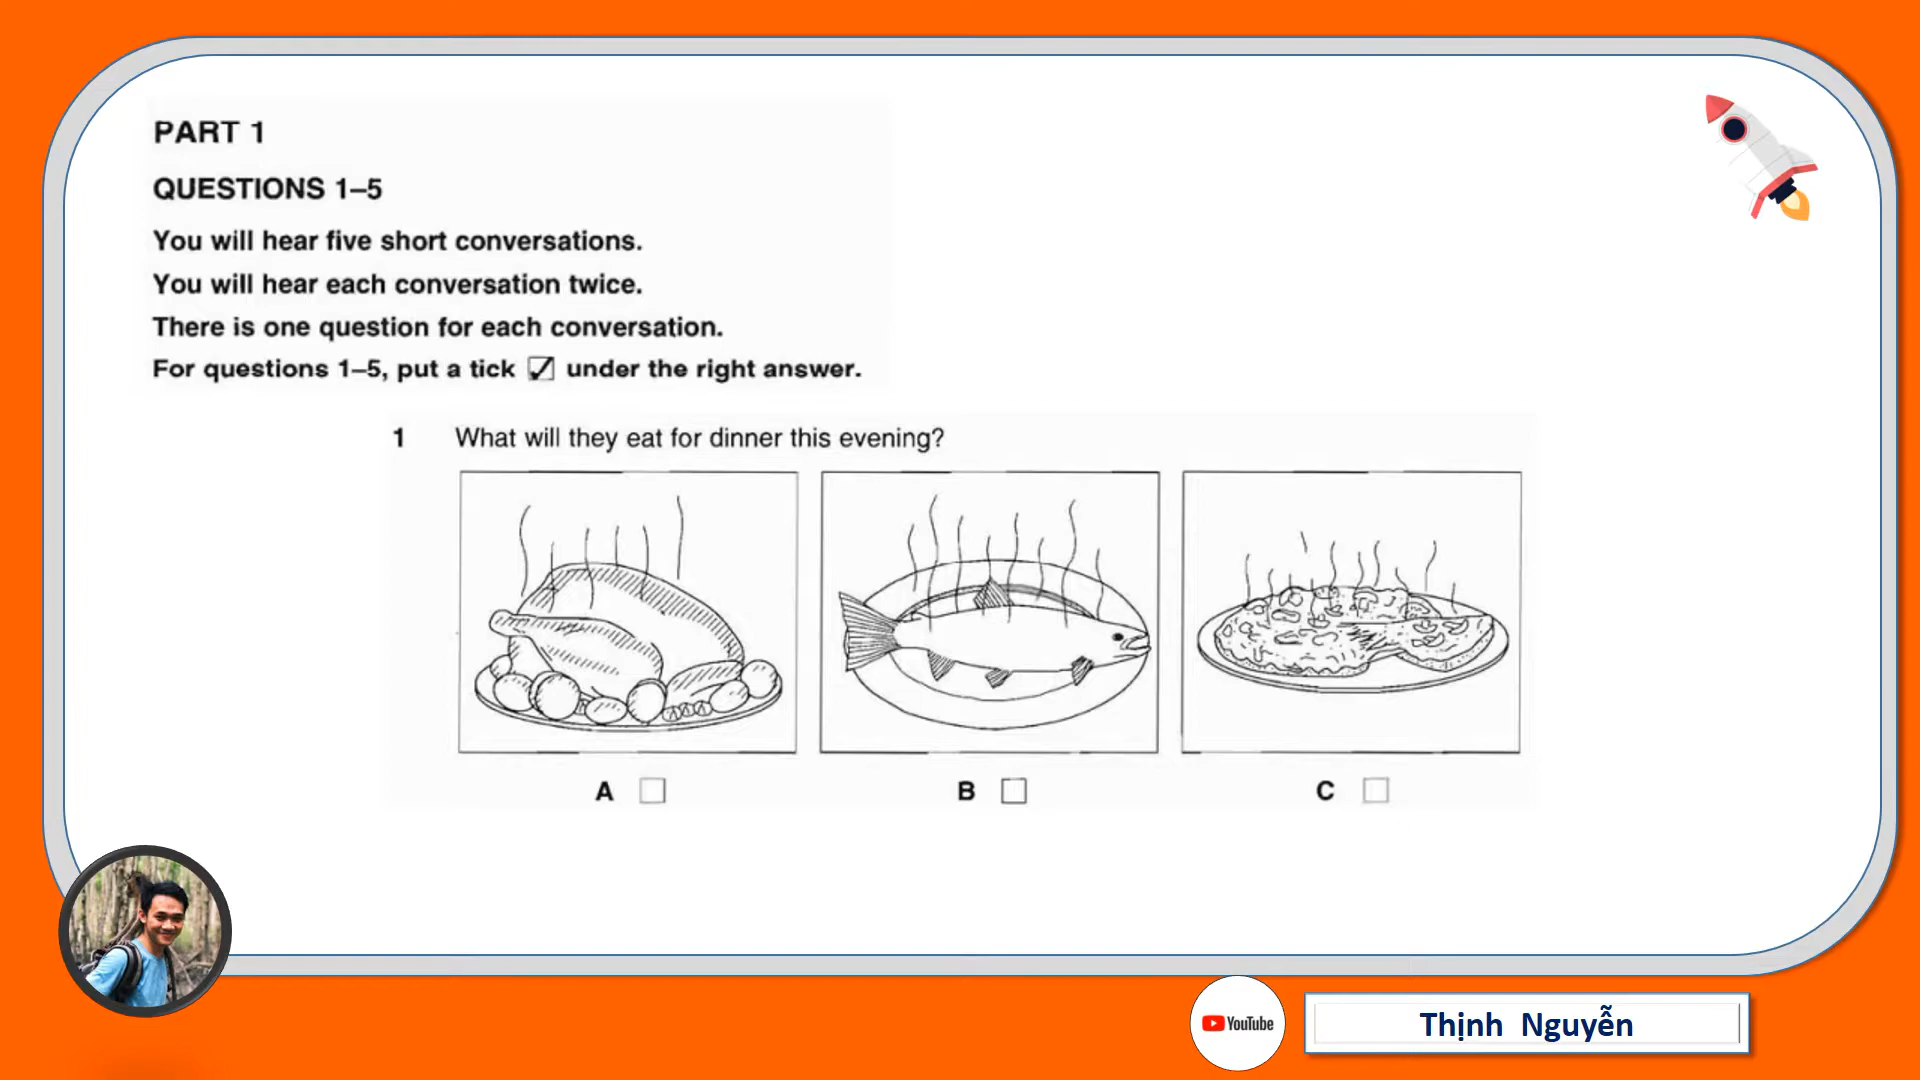 PART 1
QUESTIONS 1–5
You will hear five short conversations.
You will hear each conversation twice.
There is one question for each conversation.
For questions 1–5, put a tick ☑ under the right answer.
1 What will they eat for dinner this evening?
A B C
YouTube
Thịnh Nguyễn